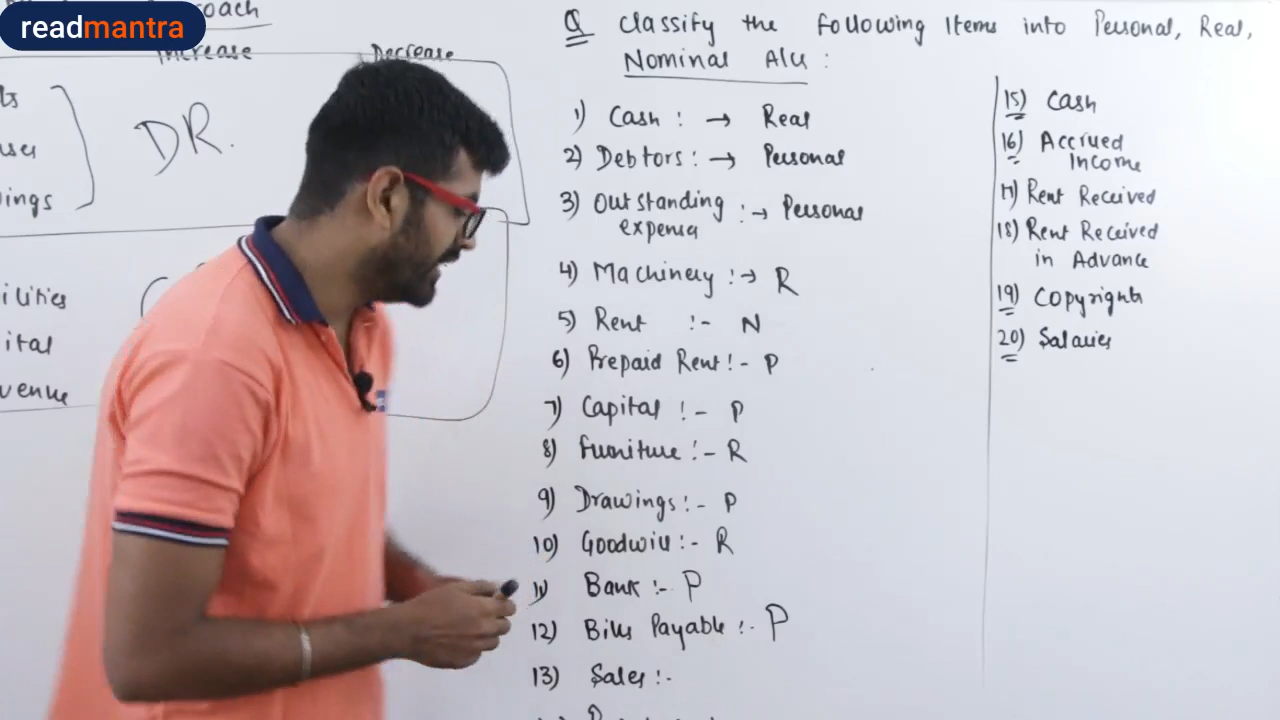 readmantra
Increase Decrease
DR.
Q Classify the following Items into Personal, Real,
Nominal A/cs :
1) Cash : → Real
2) Debtors : → Personal
3) Outstanding : → Personal
expenses
4) Machinery : → R
5) Rent :- N
6) Prepaid Rent :- P
7) Capital :- P
8) Furniture :- R
9) Drawings :- P
10) Goodwill :- R
11) Bank :- P
12) Bills Payable :- P
13) Sales :-
15) Cash
16) Accrued
Income
17) Rent Received
18) Rent Received
in Advance
19) Copyrights
20) Salaries